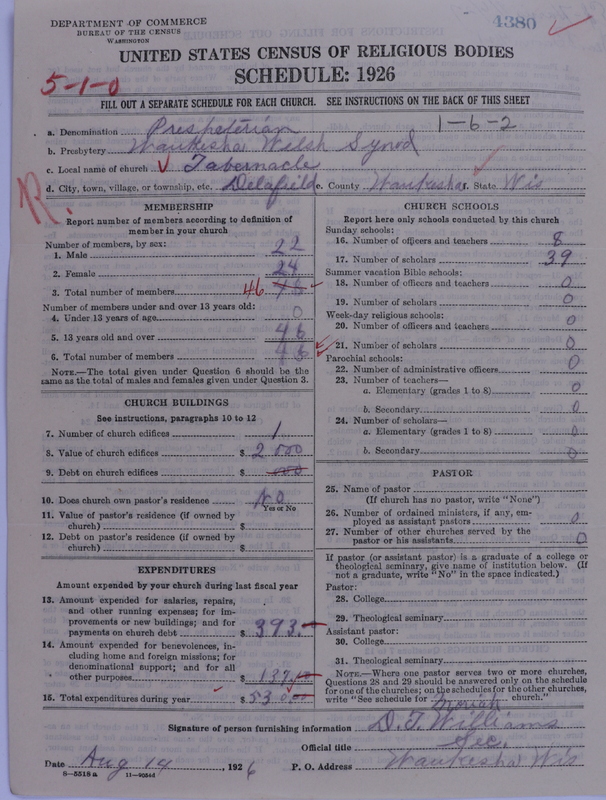 DEPARTMENT OF COMMERCE
BUREAU OF THE CENSUS
WASHINGTON
4380
UNITED STATES CENSUS OF RELIGIOUS BODIES
SCHEDULE: 1926
5-1-0
FILL OUT A SEPARATE SCHEDULE FOR EACH CHURCH. SEE INSTRUCTIONS ON THE BACK OF THIS SHEET
1-6-2
a. Denomination Presbyterian
b. Presbytery Waukesha Welsh Synod
c. Local name of church Tabernacle
d. City, town, village, or township, etc. Delafield e. County Waukesha f. State Wis
R.
MEMBERSHIP
Report number of members according to definition of member in your church
Number of members, by sex:
1. Male 22
2. Female 24
3. Total number of members 46
Number of members under and over 13 years old:
4. Under 13 years of age 0
5. 13 years old and over 46
6. Total number of members 46
NOTE.—The total given under Question 6 should be the same as the total of males and females given under Question 3.
CHURCH BUILDINGS
See instructions, paragraphs 10 to 12
7. Number of church edifices 1
8. Value of church edifices $ 2000
9. Debt on church edifices $ 000
10. Does church own pastor's residence No
Yes or No
11. Value of pastor's residence (if owned by church) $
12. Debt on pastor's residence (if owned by church) $
EXPENDITURES
Amount expended by your church during last fiscal year
13. Amount expended for salaries, repairs, and other running expenses; for improvements or new buildings; and for payments on church debt $ 393.
14. Amount expended for benevolences, including home and foreign missions; for denominational support; and for all other purposes $ 137.00
15. Total expenditures during year $ 530.00
CHURCH SCHOOLS
Report here only schools conducted by this church
Sunday schools:
16. Number of officers and teachers 8
17. Number of scholars 39
Summer vacation Bible schools:
18. Number of officers and teachers 0
19. Number of scholars 0
Week-day religious schools:
20. Number of officers and teachers 0
21. Number of scholars 0
Parochial schools:
22. Number of administrative officers 0
23. Number of teachers—
a. Elementary (grades 1 to 8) 0
b. Secondary 0
24. Number of scholars—
a. Elementary (grades 1 to 8) 0
b. Secondary 0
PASTOR
25. Name of pastor
(If church has no pastor, write "None")
26. Number of ordained ministers, if any, employed as assistant pastors 0
27. Number of other churches served by the pastor or his assistants 0
If pastor (or assistant pastor) is a graduate of a college or theological seminary, give name of institution below. (If not a graduate, write "No" in the space indicated.)
Pastor:
28. College
29. Theological seminary
Assistant pastor:
30. College
31. Theological seminary
NOTE.—Where one pastor serves two or more churches, Questions 28 and 29 should be answered only on the schedule for one of the churches; on the schedules for the other churches, write "See schedule for Moriah church."
Signature of person furnishing information D. T. Williams
Official title Sec.
Date Aug 14, 1926 P. O. Address Waukesha Wis
8-5518a 11-9054d